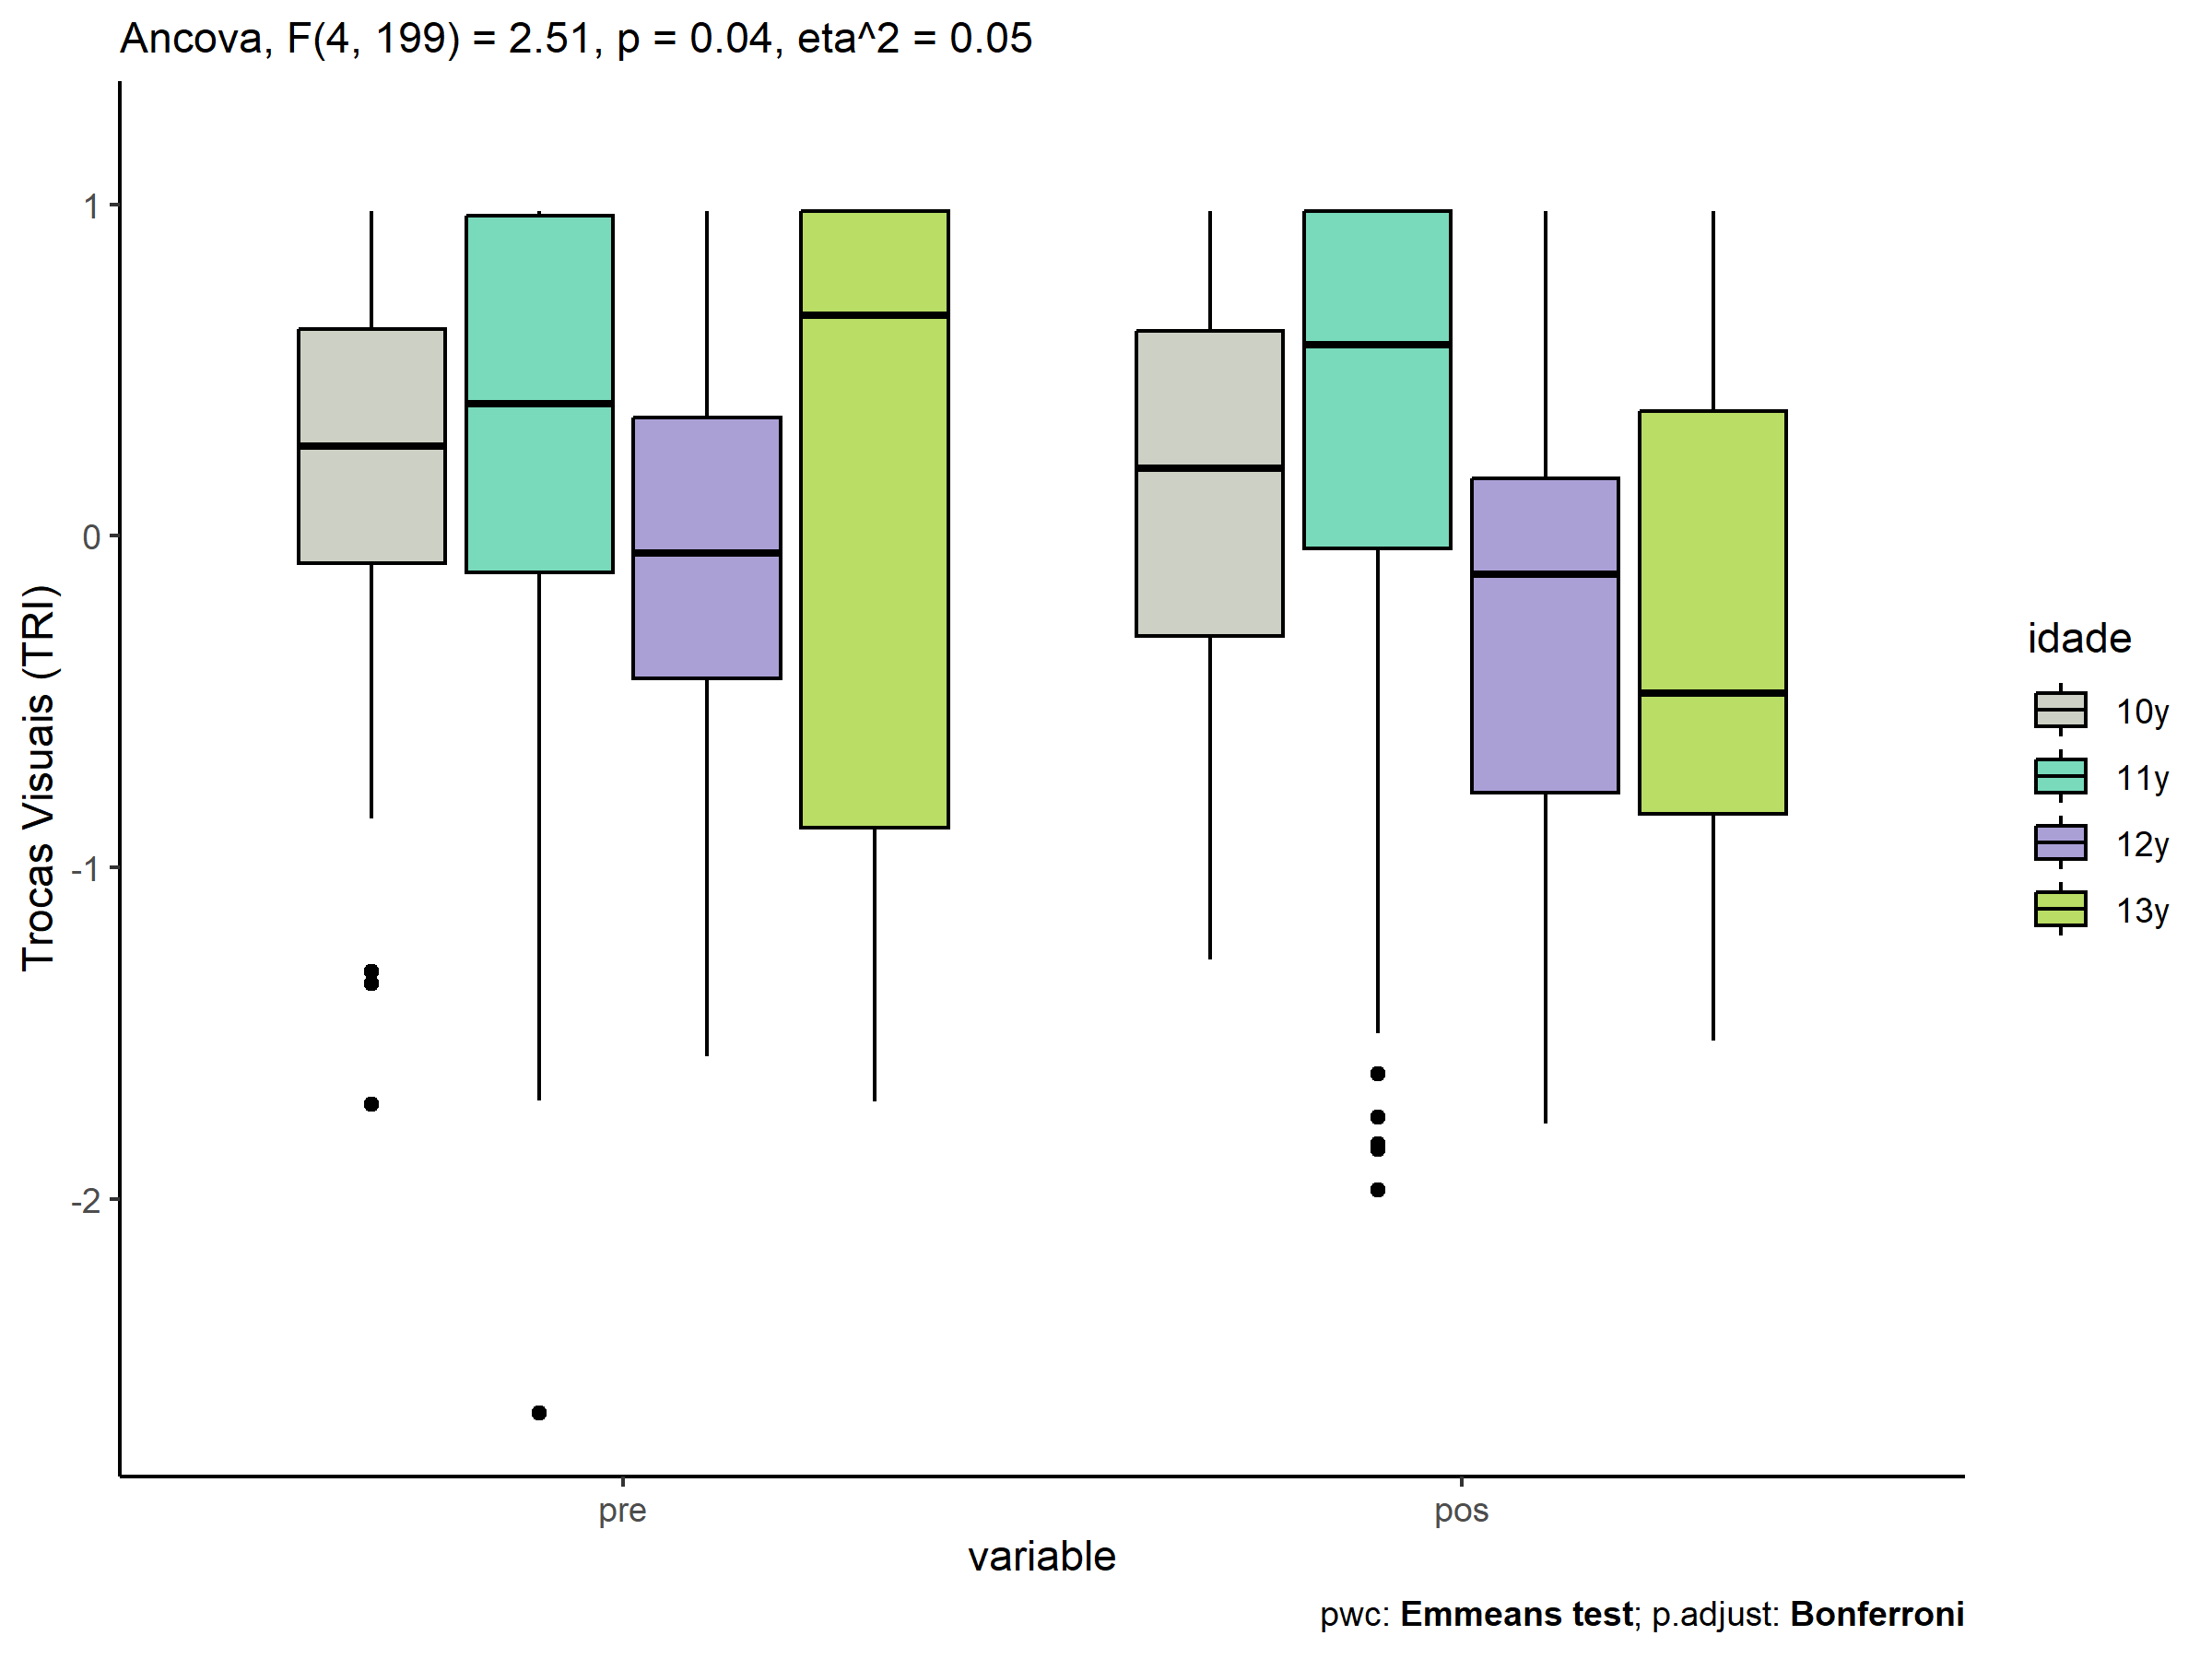 Ancova, F(4, 199) = 2.51, p = 0.04, eta^2 = 0.05
Trocas Visuais (TRI)
1
0
-1
-2
pre
pos
variable
idade
10y
11y
12y
13y
pwc: Emmeans test; p.adjust: Bonferroni